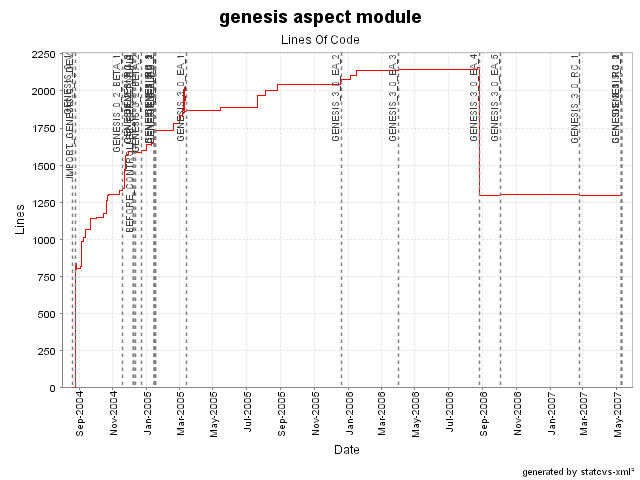 genesis aspect module
Lines Of Code
Lines
2250
2000
1750
1500
1250
1000
750
500
250
0
GENESIS_3_0_EA_1
GENESIS_3_0_EA_2
GENESIS_3_0_EA_3
GENESIS_3_0_EA_4
GENESIS_3_0_EA_5
GENESIS_3_0_RC_1
Sep-2004
Nov-2004
Jan-2005
Mar-2005
May-2005
Jul-2005
Sep-2005
Nov-2005
Jan-2006
Mar-2006
May-2006
Jul-2006
Sep-2006
Nov-2006
Jan-2007
Mar-2007
May-2007
Date
generated by statcvs-xml²